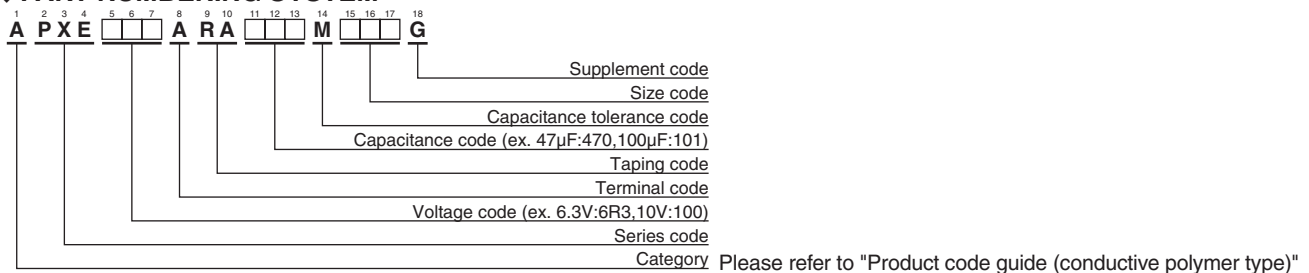 1 2 3 4 5 6 7 8 9 10 11 12 13 14 15 16 17 18
A P X E □□□ A R A □□□ M □□□ G
Supplement code
Size code
Capacitance tolerance code
Capacitance code (ex. 47μF:470,100μF:101)
Taping code
Terminal code
Voltage code (ex. 6.3V:6R3,10V:100)
Series code
Category Please refer to "Product code guide (conductive polymer type)"